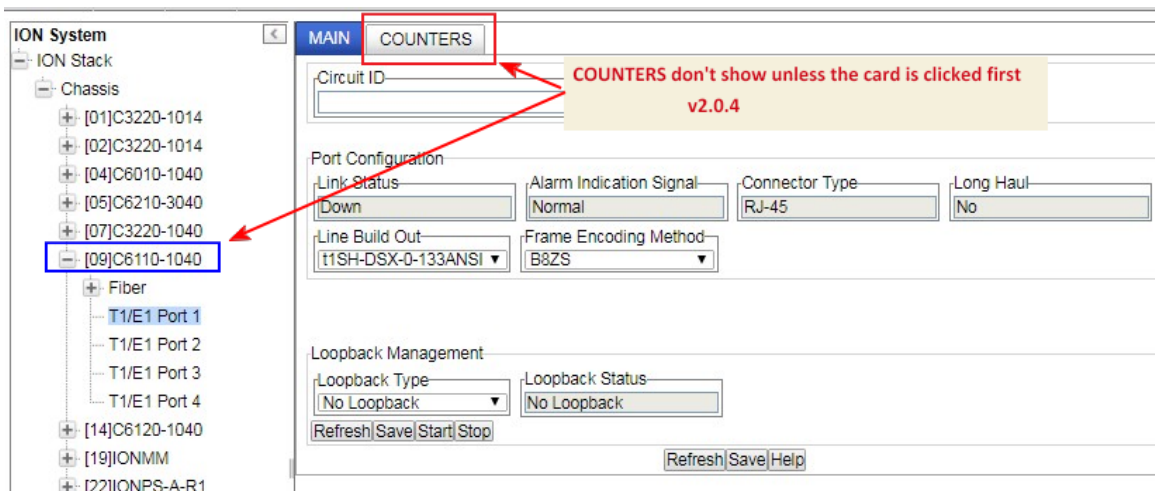 ION System
ION Stack
Chassis
[01]C3220-1014
[02]C3220-1014
[04]C6010-1040
[05]C6210-3040
[07]C3220-1040
[09]C6110-1040
Fiber
T1/E1 Port 1
T1/E1 Port 2
T1/E1 Port 3
T1/E1 Port 4
[14]C6120-1040
[19]IONMM
[22]IONPS-A-R1
MAIN COUNTERS
COUNTERS don't show unless the card is clicked first
v2.0.4
Circuit ID
Port Configuration
Link Status Alarm Indication Signal Connector Type Long Haul
Down Normal RJ-45 No
Line Build Out Frame Encoding Method
t1SH-DSX-0-133ANSI B8ZS
Loopback Management
Loopback Type Loopback Status
No Loopback No Loopback
Refresh Save Start Stop
Refresh Save Help